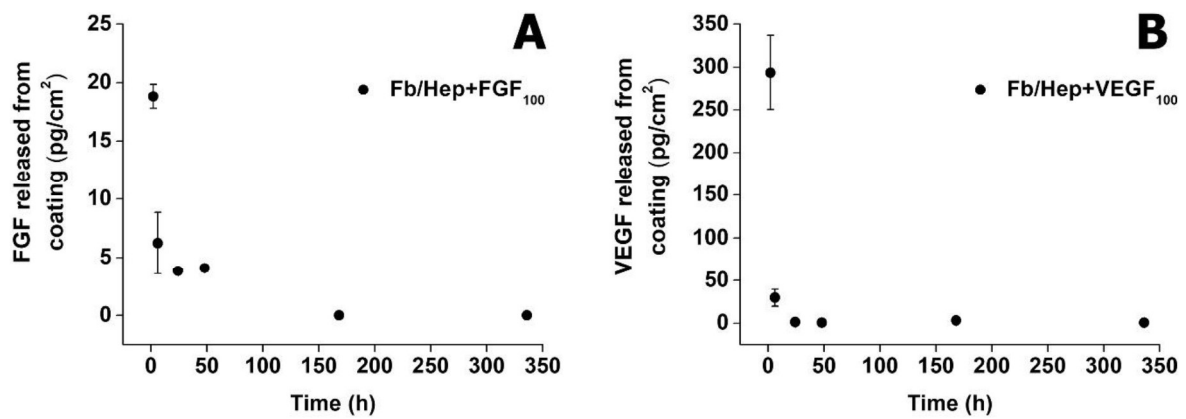 A
FGF released from
coating (pg/cm²)
25
20
15
10
5
0
Fb/Hep+FGF₁₀₀
0 50 100 150 200 250 300 350
Time (h)
B
VEGF released from
coating (pg/cm²)
350
300
250
200
150
100
50
0
Fb/Hep+VEGF₁₀₀
0 50 100 150 200 250 300 350
Time (h)